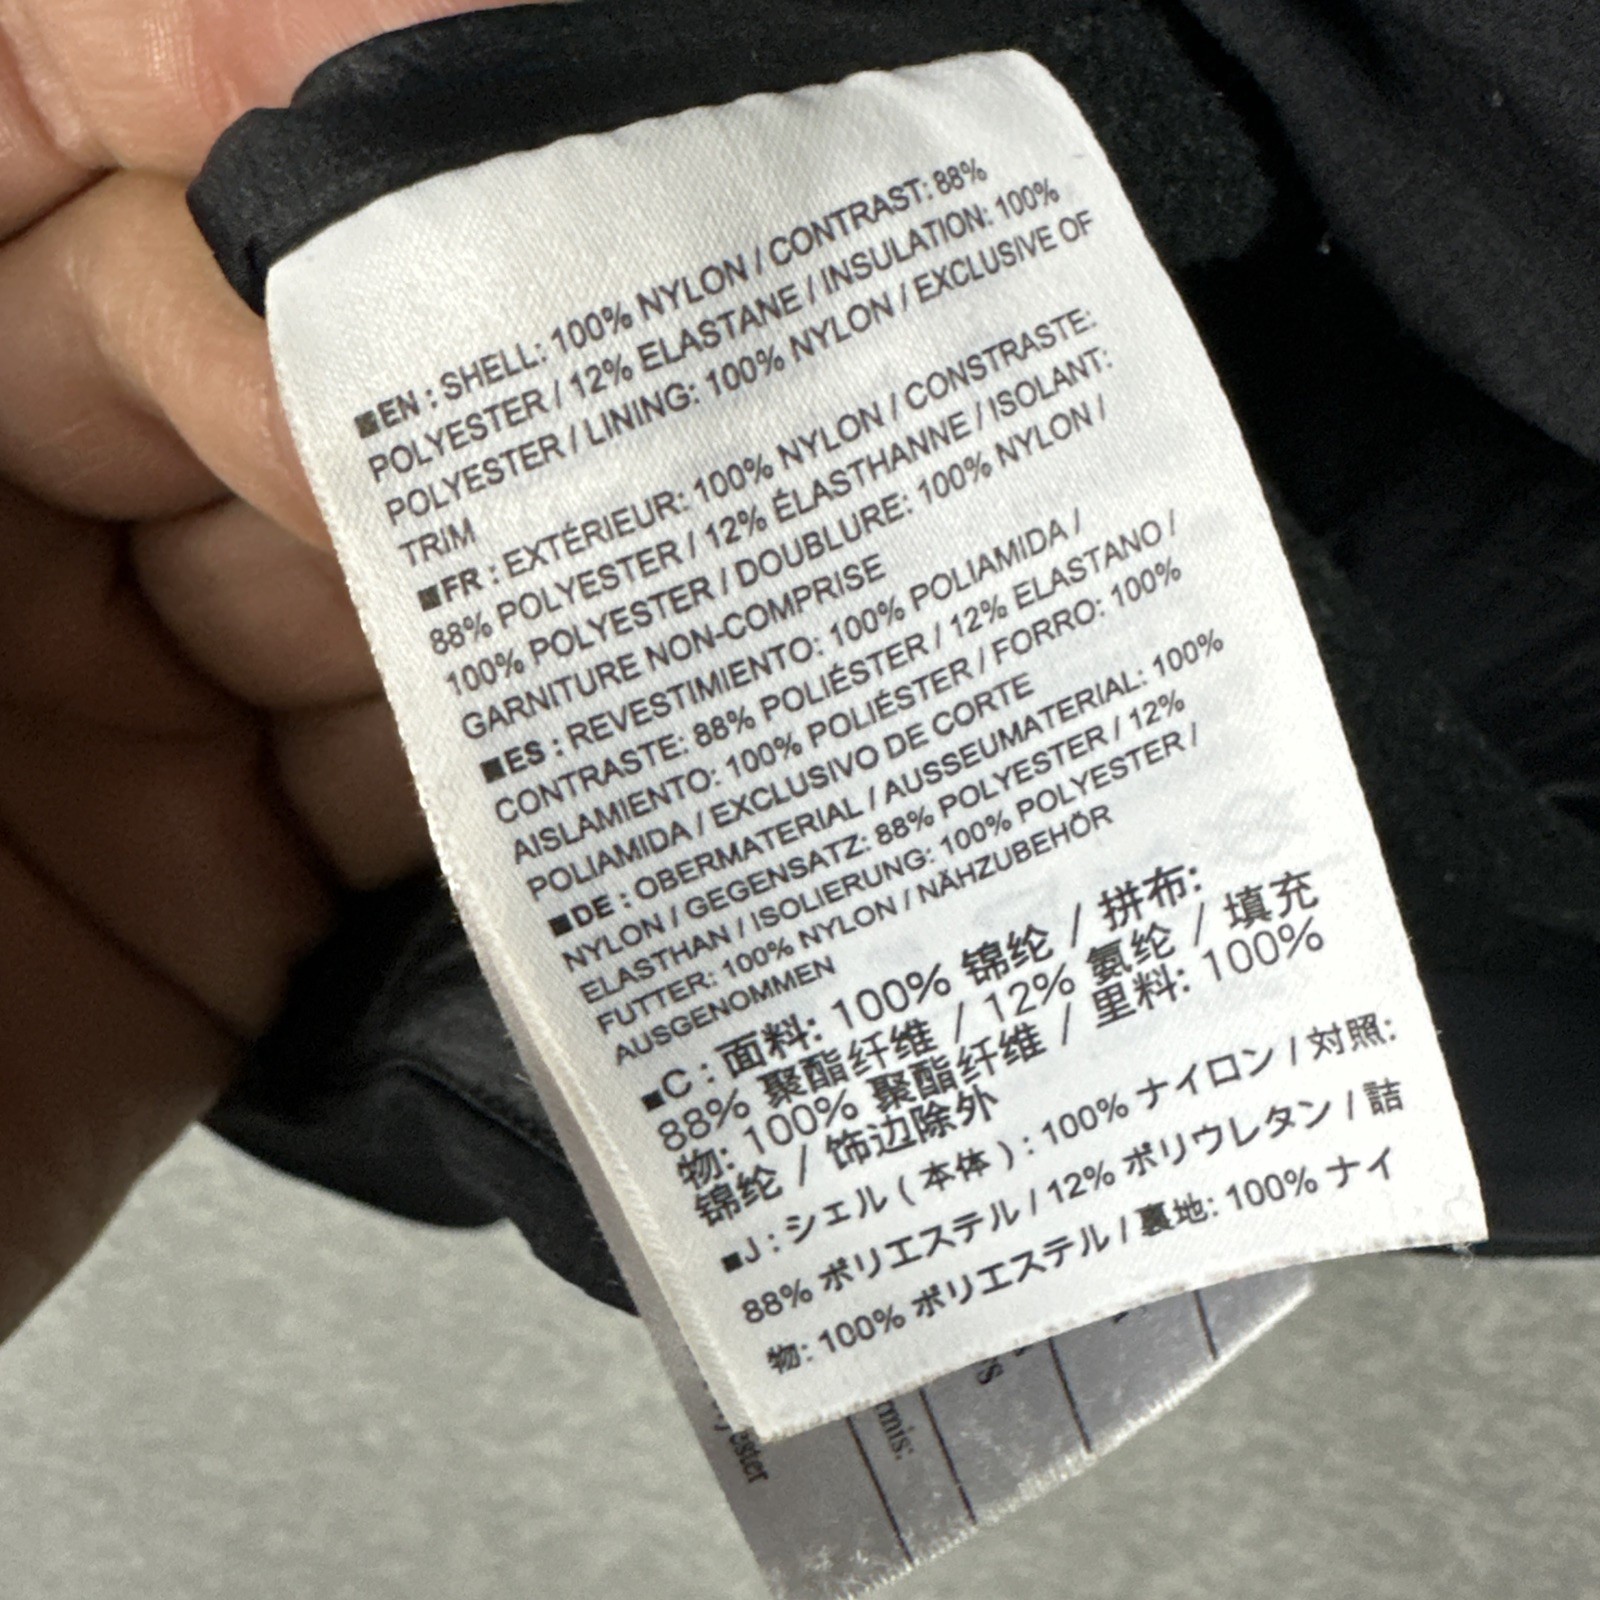 ■EN : SHELL: 100% NYLON / CONTRAST: 88%
POLYESTER / 12% ELASTANE / INSULATION: 100%
POLYESTER / LINING: 100% NYLON / EXCLUSIVE OF
TRIM
■FR : EXTÉRIEUR: 100% NYLON / CONSTRASTE:
88% POLYESTER / 12% ÉLASTHANNE / ISOLANT:
100% POLYESTER / DOUBLURE: 100% NYLON /
GARNITURE NON-COMPRISE
■ES : REVESTIMIENTO: 100% POLIAMIDA /
CONTRASTE: 88% POLIÉSTER / 12% ELASTANO /
AISLAMIENTO: 100% POLIÉSTER / FORRO: 100%
POLIAMIDA / EXCLUSIVO DE CORTE
■DE : OBERMATERIAL / AUSSEUMATERIAL: 100%
NYLON / GEGENSATZ: 88% POLYESTER / 12%
ELASTHAN / ISOLIERUNG: 100% POLYESTER /
FUTTER: 100% NYLON / NÄHZUBEHÖR
AUSGENOMMEN
■C : 面料: 100% 锦纶 / 拼布:
88% 聚酯纤维 / 12% 氨纶 / 填充
物: 100% 聚酯纤维 / 里料: 100%
锦纶 / 饰边除外
■J : シェル ( 本体 ) : 100% ナイロン / 対照:
88% ポリエステル / 12% ポリウレタン / 詰
物: 100% ポリエステル / 裏地: 100% ナイ